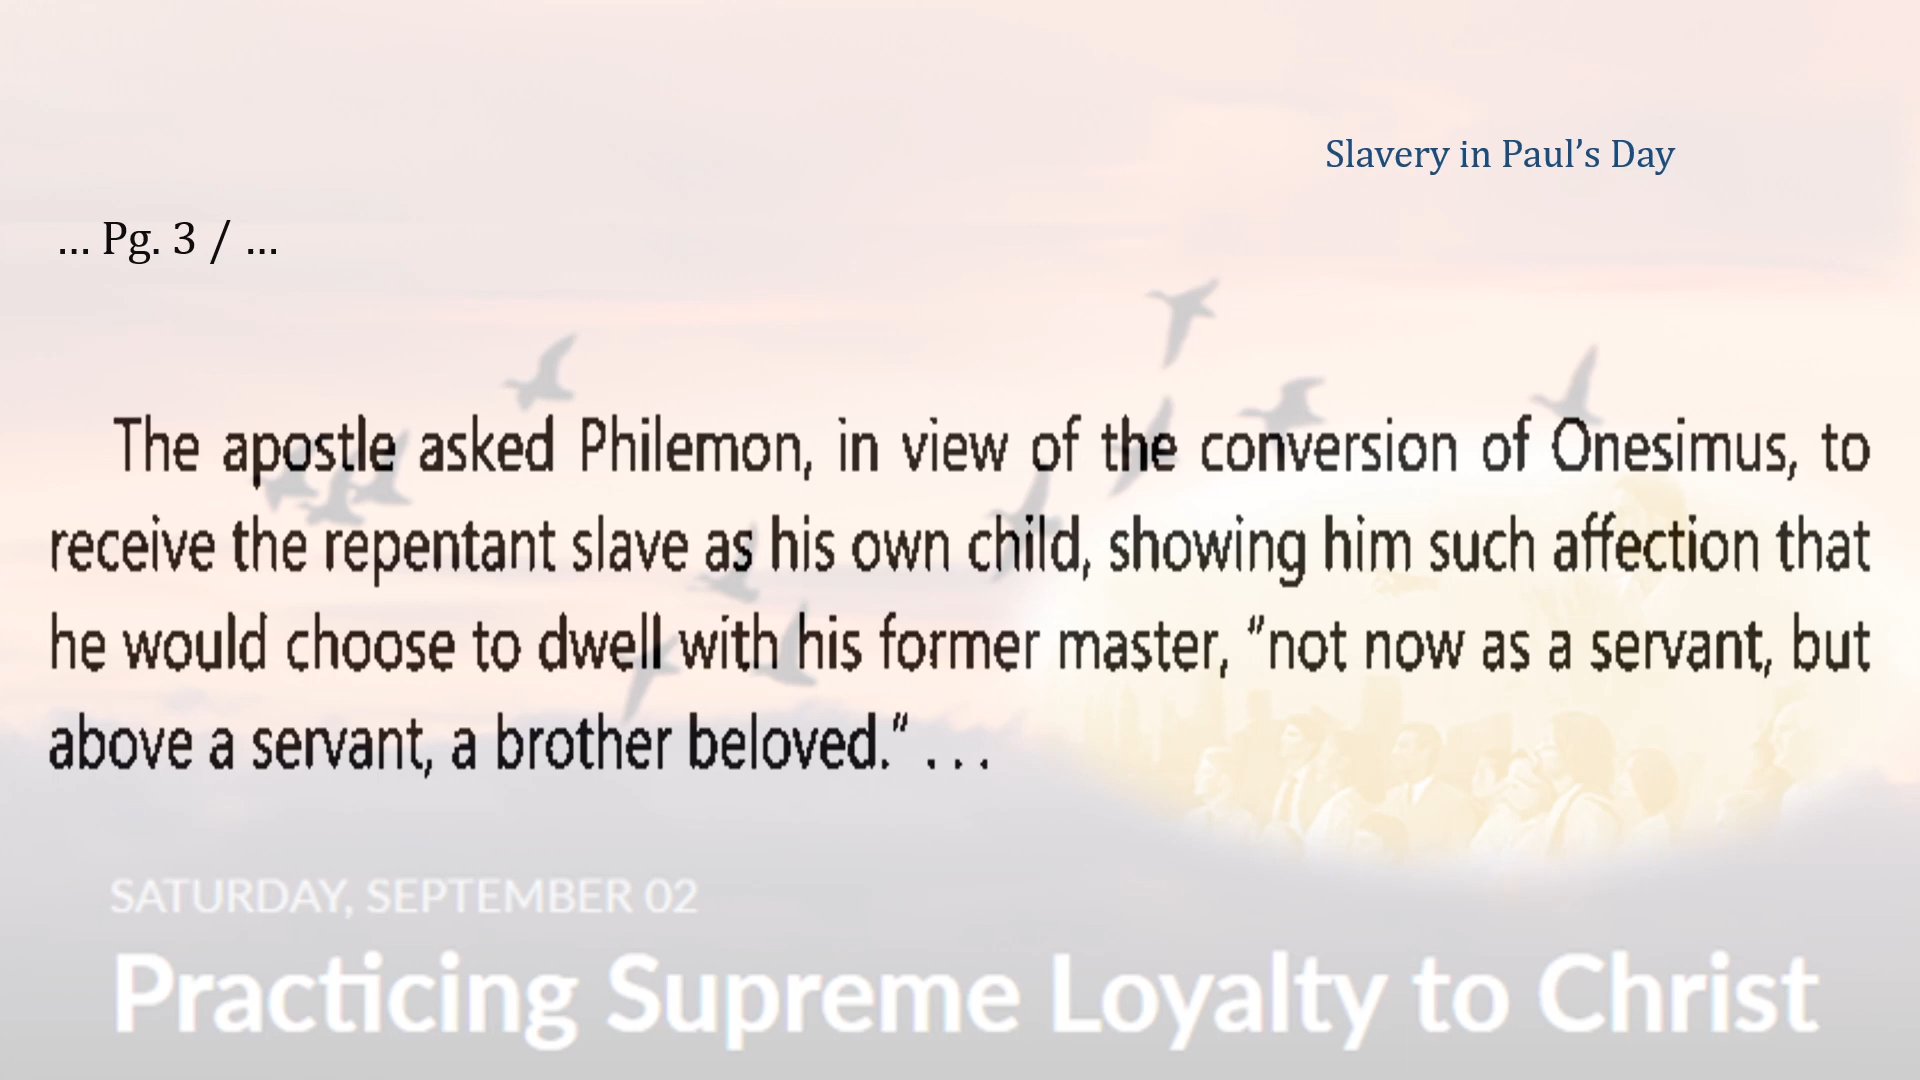 Slavery in Paul’s Day
... Pg. 3 / ...
The apostle asked Philemon, in view of the conversion of Onesimus, to
receive the repentant slave as his own child, showing him such affection that
he would choose to dwell with his former master, “not now as a servant, but
above a servant, a brother beloved.” . . .
SATURDAY, SEPTEMBER 02
Practicing Supreme Loyalty to Christ